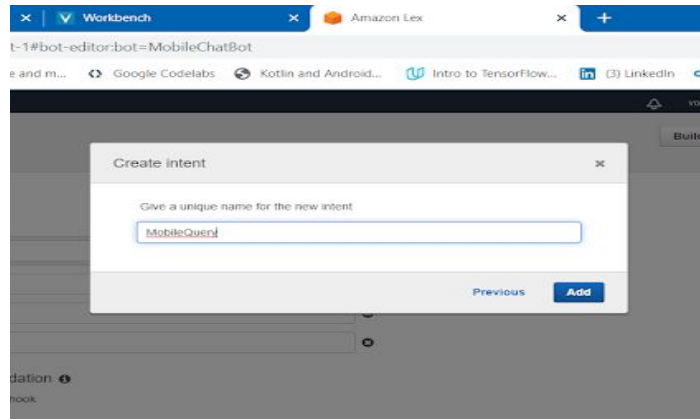 Workbench
Amazon Lex
t-1#bot-editor:bot=MobileChatBot
e and m...
Google Codelabs
Kotlin and Android...
Intro to TensorFlow...
(3) LinkedIn
Create intent
Give a unique name for the new intent
MobileQuery
Previous
Add
dation
hook